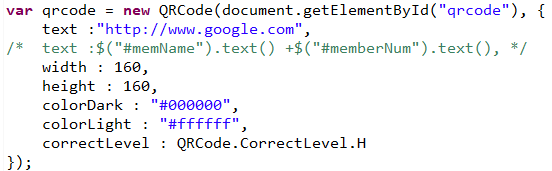 var qrcode = new QRCode(document.getElementById("qrcode"), {
    text :"http://www.google.com",
/*  text :$("#memName").text() +$("#memberNum").text(), */
    width : 160,
    height : 160,
    colorDark : "#000000",
    colorLight : "#ffffff",
    correctLevel : QRCode.CorrectLevel.H
});